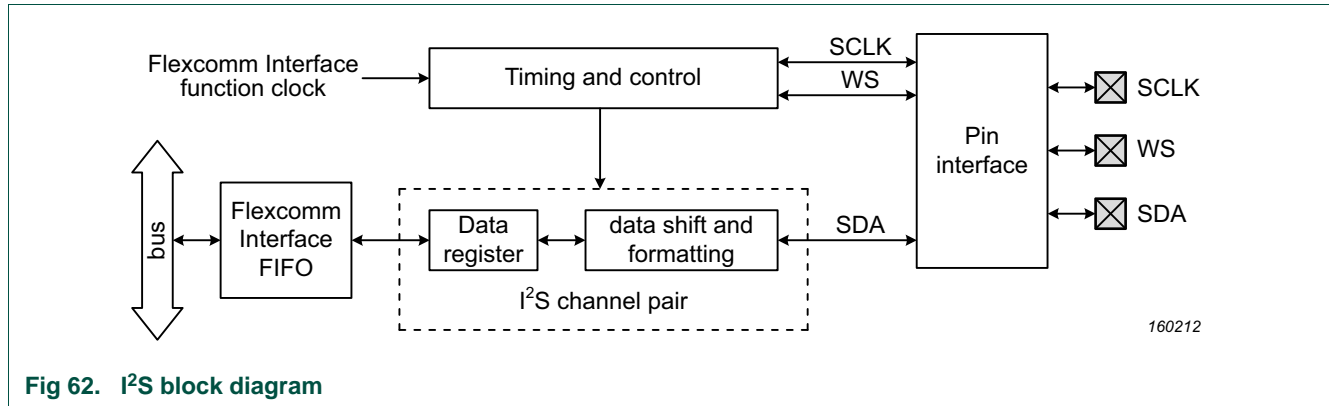 Flexcomm Interface
function clock
Timing and control
SCLK
WS
Pin
interface
SCLK
WS
SDA
bus
Flexcomm
Interface
FIFO
Data
register
data shift and
formatting
SDA
I²S channel pair
160212
Fig 62. I²S block diagram